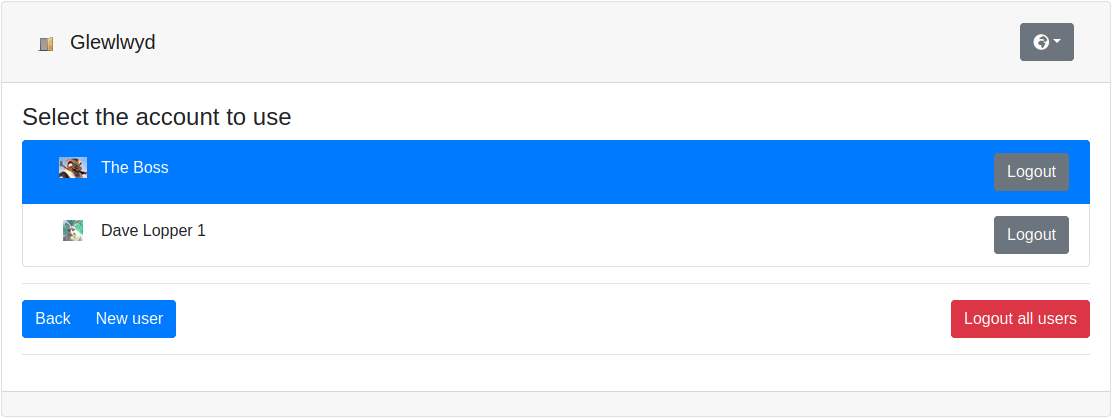 Glewlwyd
Select the account to use
The Boss Logout
Dave Lopper 1 Logout
Back New user Logout all users